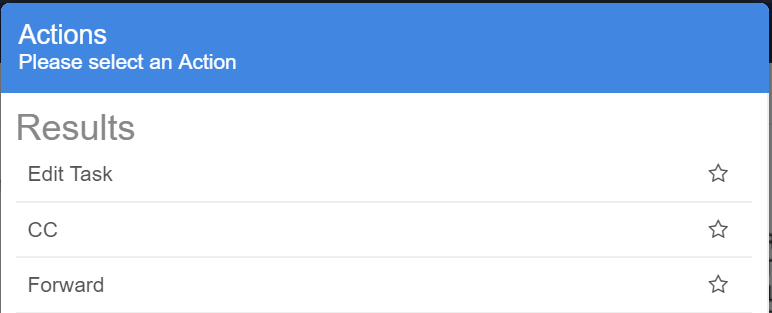 Actions
Please select an Action
Results
Edit Task
CC
Forward